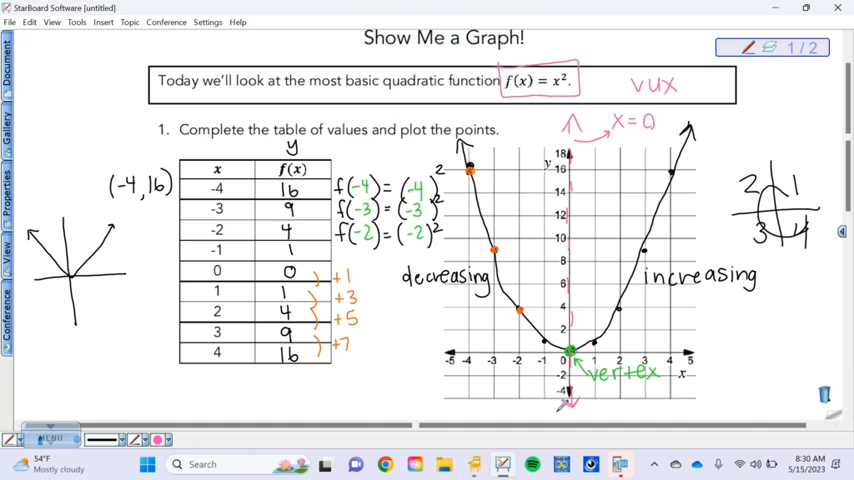 StarBoard Software [untitled]
File Edit View Insert Topic Conference Settings Help
Document
Gallery
Properties
View
Conference
1 / 2
Show Me a Graph!
Today we'll look at the most basic quadratic function f(x) = x².
vux
x=0
1. Complete the table of values and plot the points.
y
x f(x)
-4 16
-3 9
-2 4
-1 1
0 0
1 1
2 4
3 9
4 16
(-4,16)
f(-4) = (-4)²
f(-3) = (-3)²
f(-2) = (-2)²
+1
+3
+5
+7
y
18
16
14
12
10
8
6
4
2
-5 -4 -3 -2 -1 0 1 2 3 4 5
-2
-4
x
decreasing
increasing
vertex
2 1
3 4
MENU
54°F
Mostly cloudy
Search
8:30 AM
5/15/2023